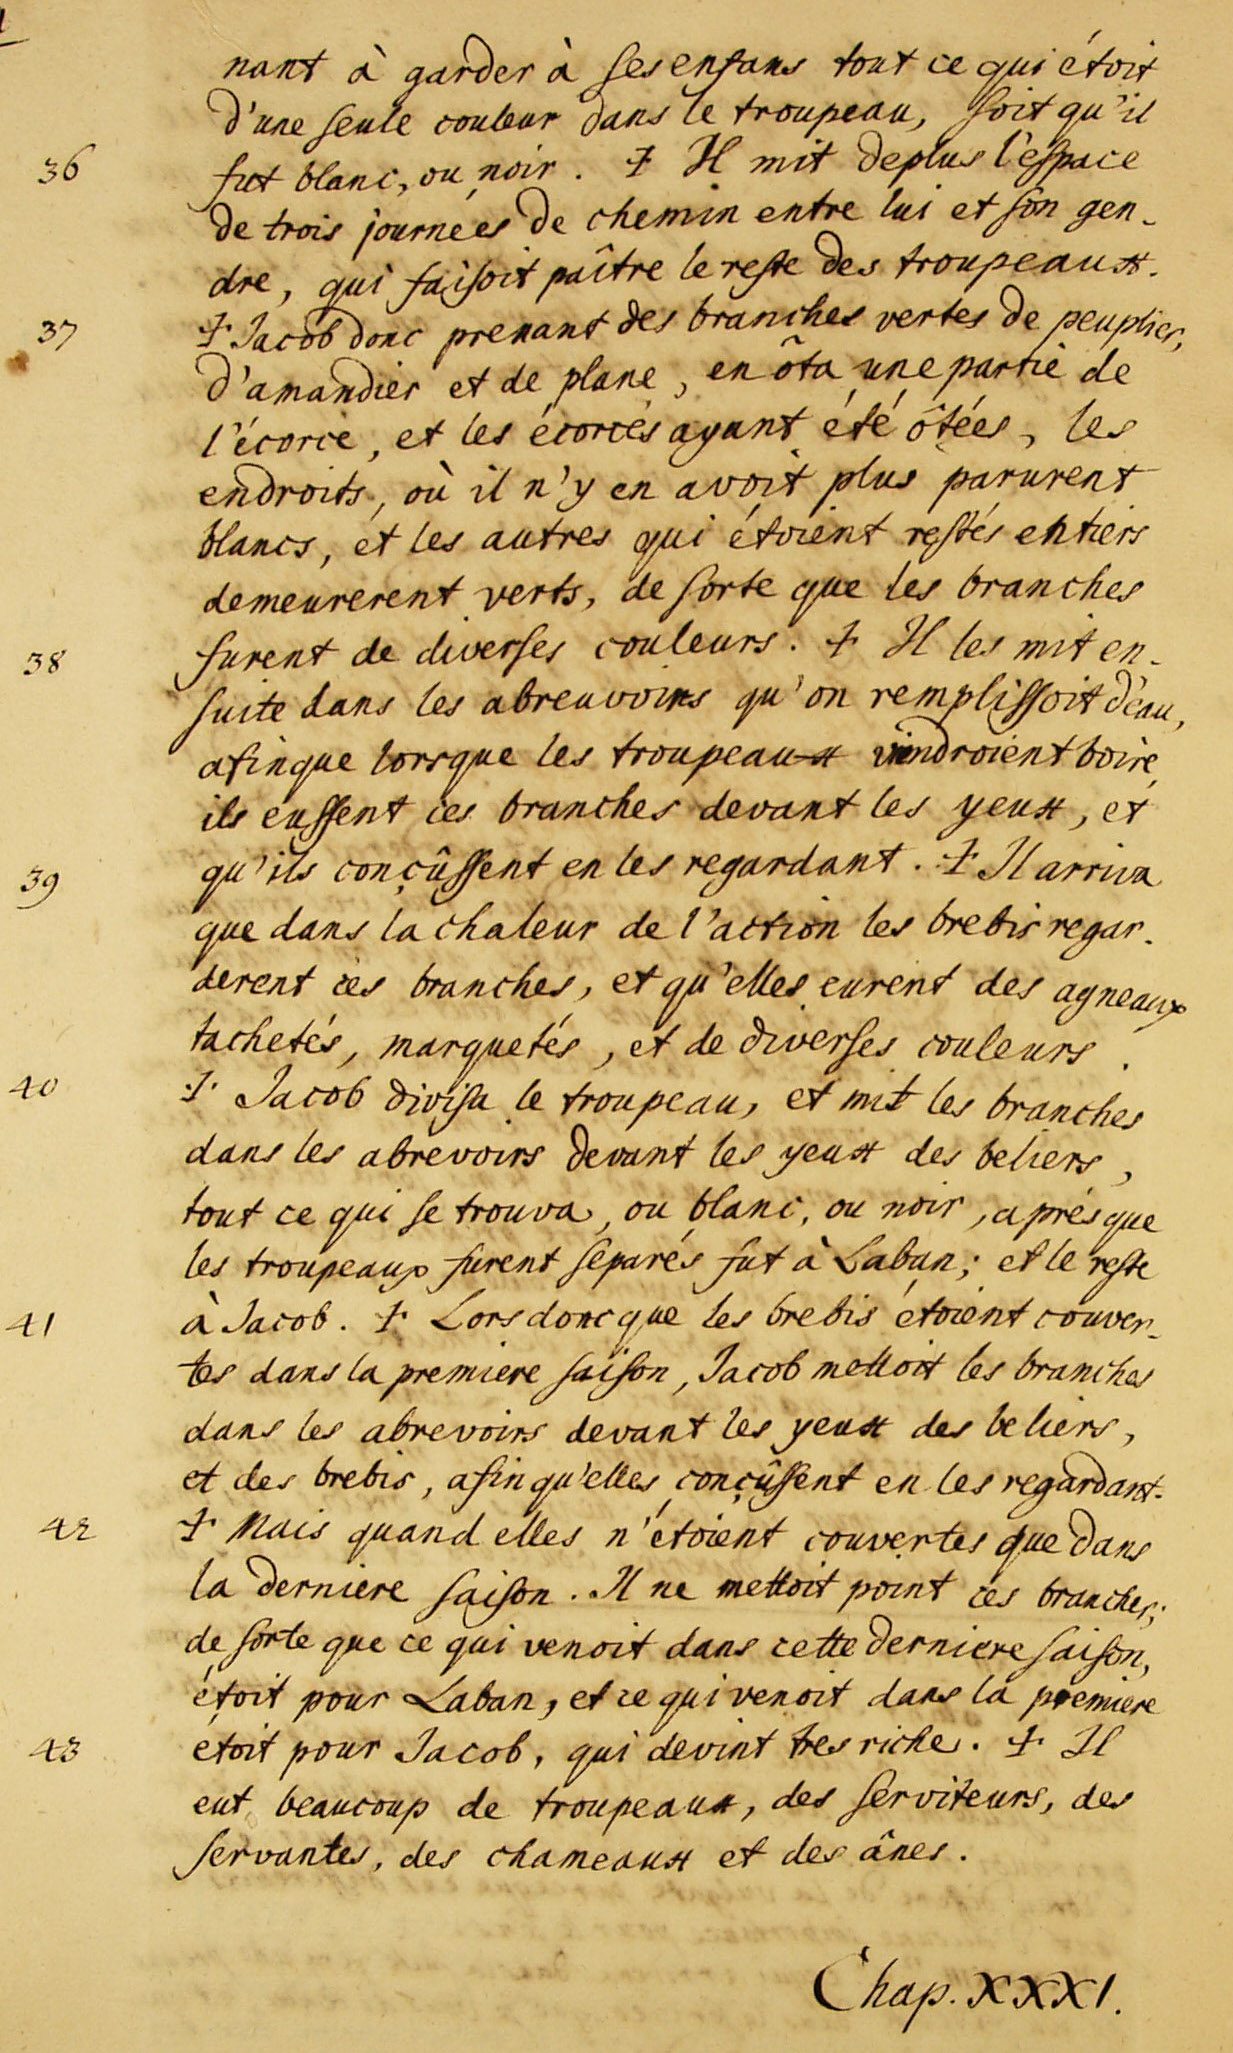 nant à garder à ses enfans tout ce qui étoit
d'une seule couleur dans le troupeau, soit qu'il
36 fut blanc, ou noir. ☩ Il mit deplus l'espace
de trois journées de chemin entre lui et son gen-
dre, qui faisoit paître le reste des troupeaux.
37 ☩ Jacob donc prenant des branches vertes de peuplier,
d'amandier et de plane, en ôta une partie de
l'écorce, et les écorces ayant été ôtées, les
endroits, où il n'y en avoit plus parurent
blancs, et les autres qui étoient restés entiers
demeurerent verts, de sorte que les branches
38 furent de diverses couleurs. ☩ Il les mit en-
suite dans les abreuvoirs qu'on remplissoit d'eau,
afinque lorsque les troupeaux viendroient boire,
ils eussent ces branches devant les yeux, et
39 qu'ils conçûssent en les regardant. ☩ Il arriva
que dans la chaleur de l'action les brebis regar-
derent ces branches, et qu'elles eurent des agneaux
tachetés, marquetés, et de diverses couleurs.
40 ☩ Jacob divisa le troupeau, et mit les branches
dans les abrevoirs devant les yeux des beliers,
tout ce qui se trouva, ou blanc, ou noir, aprés que
les troupeaux furent separés fut à Laban; et le reste
41 à Jacob. ☩ Lors donc que les brebis étoient couver-
tes dans la premiere saison, Jacob mettoit les branches
dans les abrevoirs devant les yeux des beliers,
et des brebis, afin qu'elles conçûssent en les regardant.
42 ☩ Mais quand elles n'étoient couvertes que dans
la derniere saison. Il ne mettoit point ces branches;
de sorte que ce qui venoit dans cette derniere saison,
étoit pour Laban, et ce qui venoit dans la premiere
43 étoit pour Jacob, qui devint tres riche. ☩ Il
eut beaucoup de troupeaux, des serviteurs, des
servantes, des chameaux et des ânes.
Chap. XXXI.